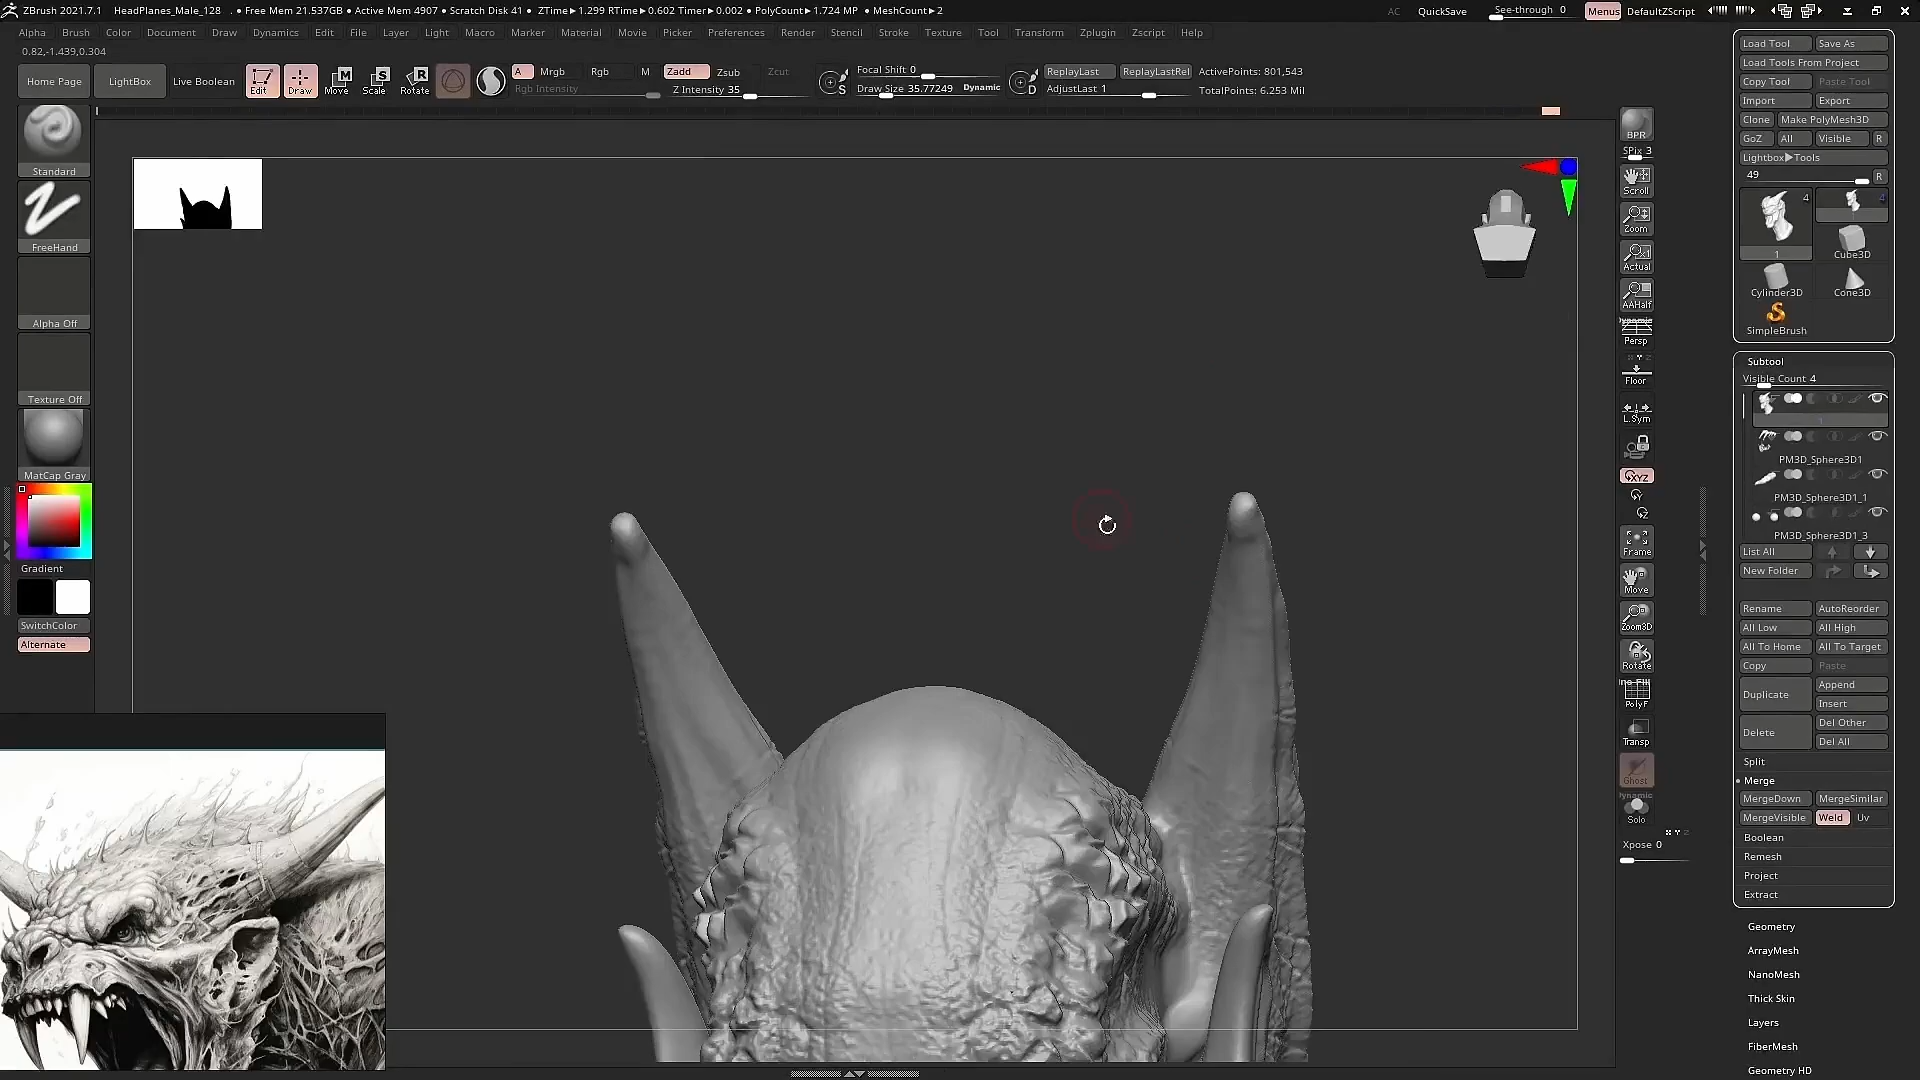 ZBrush 2021.7.1 HeadPlanes_Male_128 . • Free Mem 21.537GB • Active Mem 4907 • Scratch Disk 41 • ZTime▶1.299 RTime▶0.602 Timer▶0.002 • PolyCount▶1.724 MP • MeshCount▶2 AC QuickSave See-through 0 Menus DefaultZScript
Alpha Brush Color Document Draw Dynamics Edit File Layer Light Macro Marker Material Movie Picker Preferences Render Stencil Stroke Texture Tool Transform Zplugin Zscript Help
0.82,-1.439,0.304
Home Page LightBox Live Boolean Edit Draw Move Scale Rotate
A Mrgb Rgb M Zadd Zsub Zcut
Rgb Intensity Z Intensity 35
S Focal Shift 0
Draw Size 35.77249 Dynamic
D ReplayLast ReplayLastRel ActivePoints: 801,543
AdjustLast 1 TotalPoints: 6.253 Mil
Standard
FreeHand
Alpha Off
Texture Off
MatCap Gray
Gradient
SwitchColor
Alternate
BPR
SPix 3
Scroll
Zoom
Actual
AAHalf
Dynamic
Persp
Floor
L.Sym
XYZ
Y
Z
Frame
Move
Zoom3D
Rotate
PolyF
Transp
Ghost
Dynamic
Solo
X Y Z
Xpose 0
Load Tool Save As
Load Tools From Project
Copy Tool Paste Tool
Import Export
Clone Make PolyMesh3D
GoZ All Visible R
Lightbox▶Tools
49 R
4 4
1 Cube3D
Cylinder3D Cone3D
SimpleBrush
Subtool
Visible Count 4
1
PM3D_Sphere3D1
PM3D_Sphere3D1_1
PM3D_Sphere3D1_3
List All
New Folder
Rename AutoReorder
All Low All High
All To Home All To Target
Copy Paste
Duplicate Append
Insert
Delete Del Other
Del All
Split
Merge
MergeDown MergeSimilar
MergeVisible Weld Uv
Boolean
Remesh
Project
Extract
Geometry
ArrayMesh
NanoMesh
Thick Skin
Layers
FiberMesh
Geometry HD